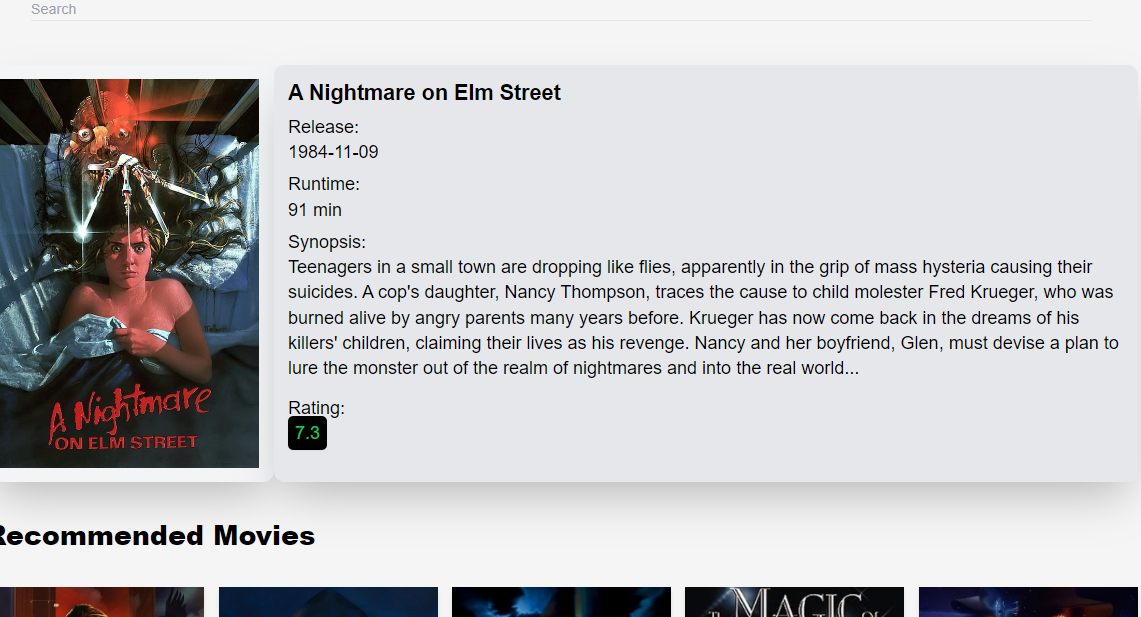 Search
A Nightmare on Elm Street
Release:
1984-11-09
Runtime:
91 min
Synopsis:
Teenagers in a small town are dropping like flies, apparently in the grip of mass hysteria causing their
suicides. A cop's daughter, Nancy Thompson, traces the cause to child molester Fred Krueger, who was
burned alive by angry parents many years before. Krueger has now come back in the dreams of his
killers' children, claiming their lives as his revenge. Nancy and her boyfriend, Glen, must devise a plan to
lure the monster out of the realm of nightmares and into the real world...
Rating:
7.3
A Nightmare
ON ELM STREET
Recommended Movies
MAGIC OF